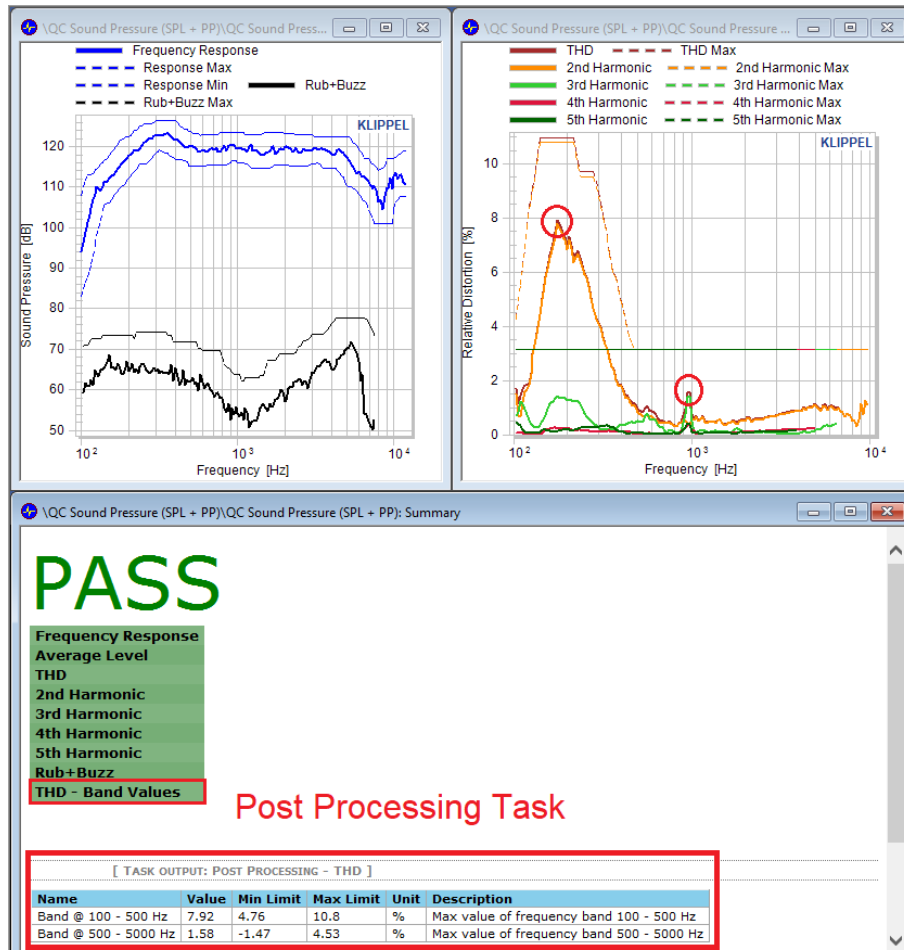 \QC Sound Pressure (SPL + PP)\QC Sound Press...
Frequency Response
Response Max
Response Min Rub+Buzz
Rub+Buzz Max
KLIPPEL
120
110
100
90
80
70
60
50
Sound Pressure [dB]
10² 10³ 10⁴
Frequency [Hz]
\QC Sound Pressure (SPL + PP)\QC Sound Pressure ...
THD THD Max
2nd Harmonic 2nd Harmonic Max
3rd Harmonic 3rd Harmonic Max
4th Harmonic 4th Harmonic Max
5th Harmonic 5th Harmonic Max
KLIPPEL
10
8
6
4
2
0
Relative Distortion [%]
10² 10³ 10⁴
Frequency [Hz]
\QC Sound Pressure (SPL + PP)\QC Sound Pressure (SPL + PP): Summary
PASS
Frequency Response
Average Level
THD
2nd Harmonic
3rd Harmonic
4th Harmonic
5th Harmonic
Rub+Buzz
THD - Band Values
Post Processing Task
[ TASK OUTPUT: POST PROCESSING - THD ]
Name Value Min Limit Max Limit Unit Description
Band @ 100 - 500 Hz 7.92 4.76 10.8 % Max value of frequency band 100 - 500 Hz
Band @ 500 - 5000 Hz 1.58 -1.47 4.53 % Max value of frequency band 500 - 5000 Hz